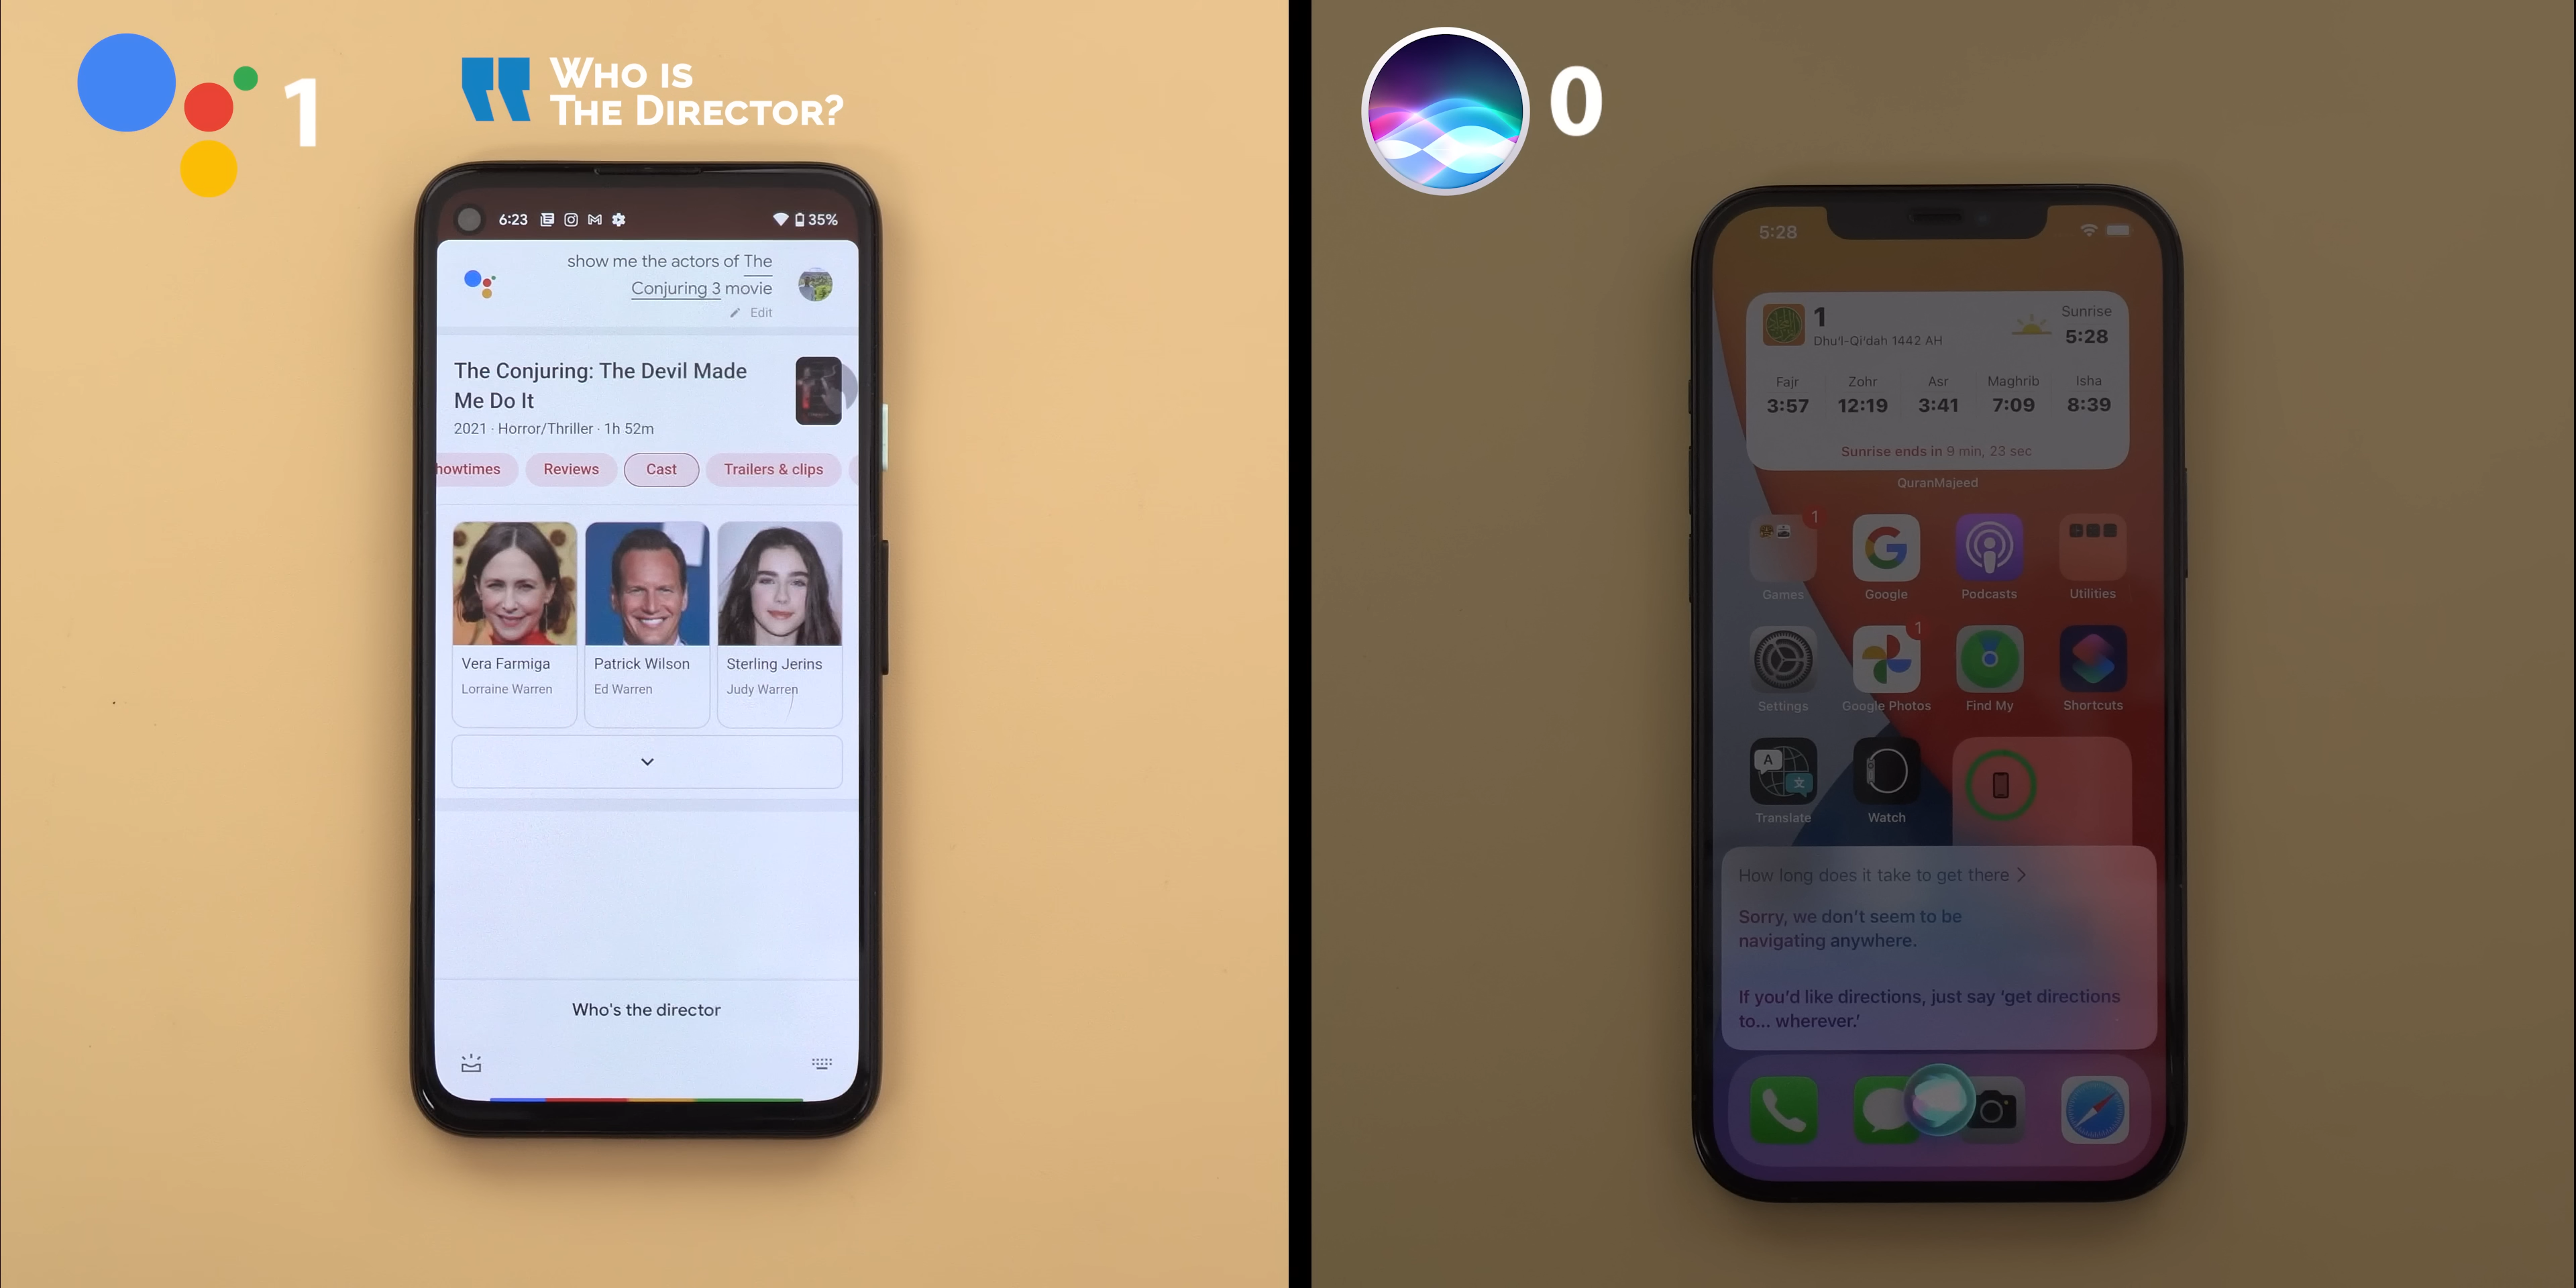 1
WHO IS
THE DIRECTOR?
6:23
35%
show me the actors of The
Conjuring 3 movie
Edit
The Conjuring: The Devil Made
Me Do It
2021 · Horror/Thriller · 1h 52m
howtimes
Reviews
Cast
Trailers & clips
Vera Farmiga
Patrick Wilson
Sterling Jerins
Lorraine Warren
Ed Warren
Judy Warren
Who's the director
0
5:28
1
Dhu'l-Qi'dah 1442 AH
Sunrise
5:28
Fajr
Zohr
Asr
Maghrib
Isha
3:57
12:19
3:41
7:09
8:39
Sunrise ends in 9 min, 23 sec
QuranMajeed
1
Games
Google
Podcasts
Utilities
1
Settings
Google Photos
Find My
Shortcuts
A
文
Translate
Watch
How long does it take to get there >
Sorry, we don't seem to be
navigating anywhere.
If you'd like directions, just say 'get directions
to... wherever.'